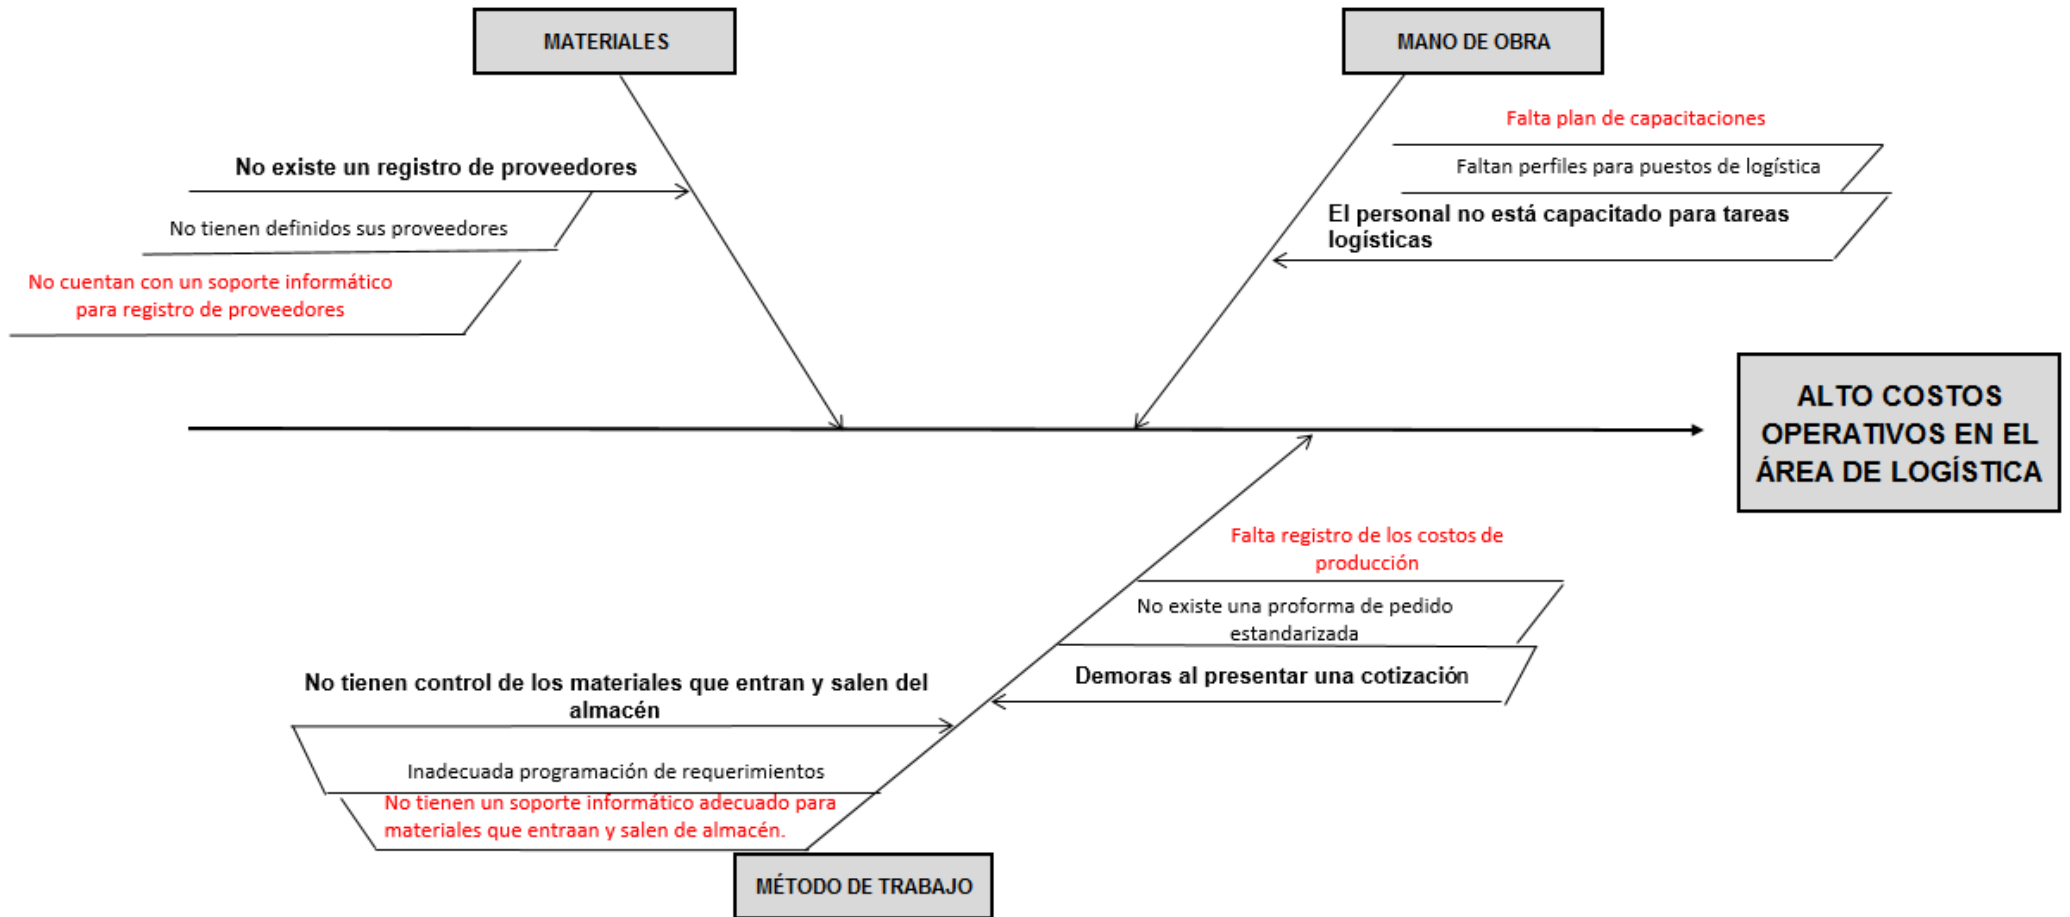 MATERIALES
MANO DE OBRA
Falta plan de capacitaciones
No existe un registro de proveedores
Faltan perfiles para puestos de logística
El personal no está capacitado para tareas
logísticas
No tienen definidos sus proveedores
No cuentan con un soporte informático
para registro de proveedores
ALTO COSTOS
OPERATIVOS EN EL
ÁREA DE LOGÍSTICA
Falta registro de los costos de
producción
No existe una proforma de pedido
estandarizada
Demoras al presentar una cotización
No tienen control de los materiales que entran y salen del
almacén
Inadecuada programación de requerimientos
No tienen un soporte informático adecuado para
materiales que entraan y salen de almacén.
MÉTODO DE TRABAJO